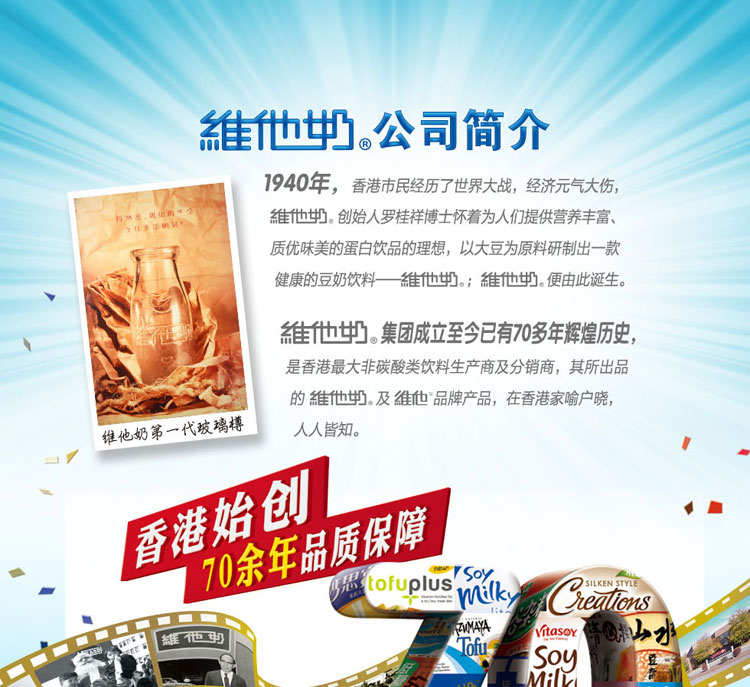 維他奶® 公司简介
1940年，香港市民经历了世界大战，经济元气大伤，
維他奶® 创始人罗桂祥博士怀着为人们提供营养丰富、
质优味美的蛋白饮品的理想，以大豆为原料研制出一款
健康的豆奶饮料——維他奶®；維他奶® 便由此诞生。
維他奶® 集团成立至今已有70多年辉煌历史，
是香港最大非碳酸类饮料生产商及分销商，其所出品
的 維他奶® 及 維他® 品牌产品，在香港家喻户晓，
人人皆知。
维他奶第一代玻璃樽
香港始创
70余年品质保障
tofuplus
Soy
Milky
SILKEN STYLE
Creations
Tofu
VITASOY
Soy
Milk
山水
維他奶